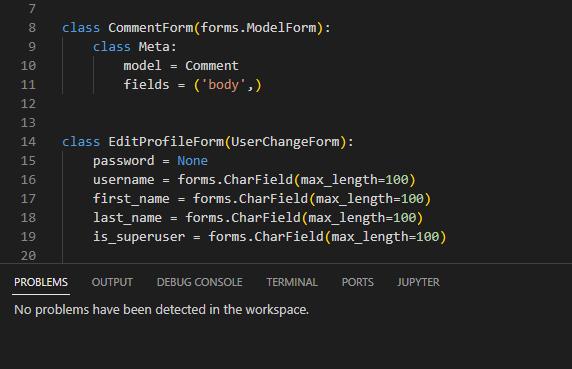 7
8 class CommentForm(forms.ModelForm):
9     class Meta:
10         model = Comment
11         fields = ('body',)
12
13
14 class EditProfileForm(UserChangeForm):
15     password = None
16     username = forms.CharField(max_length=100)
17     first_name = forms.CharField(max_length=100)
18     last_name = forms.CharField(max_length=100)
19     is_superuser = forms.CharField(max_length=100)
20
PROBLEMS OUTPUT DEBUG CONSOLE TERMINAL PORTS JUPYTER
No problems have been detected in the workspace.